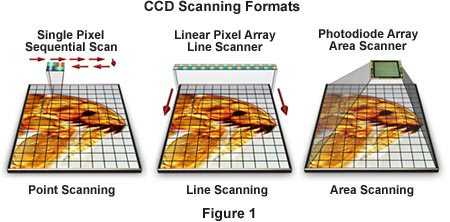 CCD Scanning Formats
Single Pixel
Sequential Scan
Linear Pixel Array
Line Scanner
Photodiode Array
Area Scanner
Point Scanning
Line Scanning
Area Scanning
Figure 1